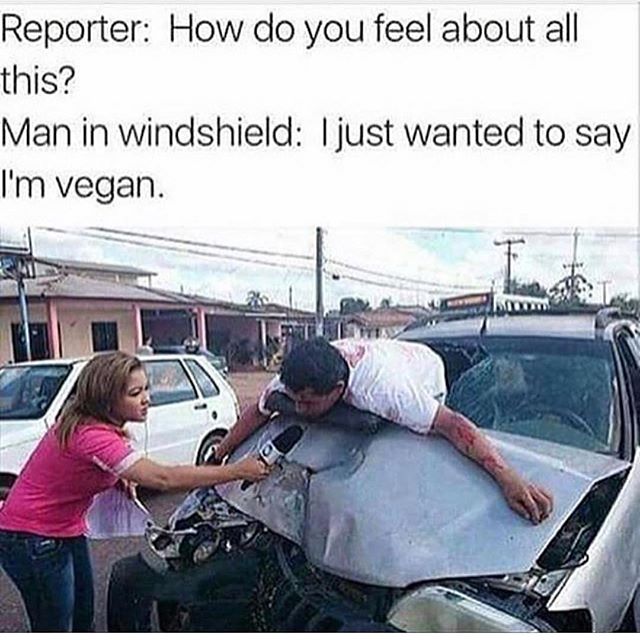 Reporter:  How do you feel about all
this?
Man in windshield:  I just wanted to say
I'm vegan.